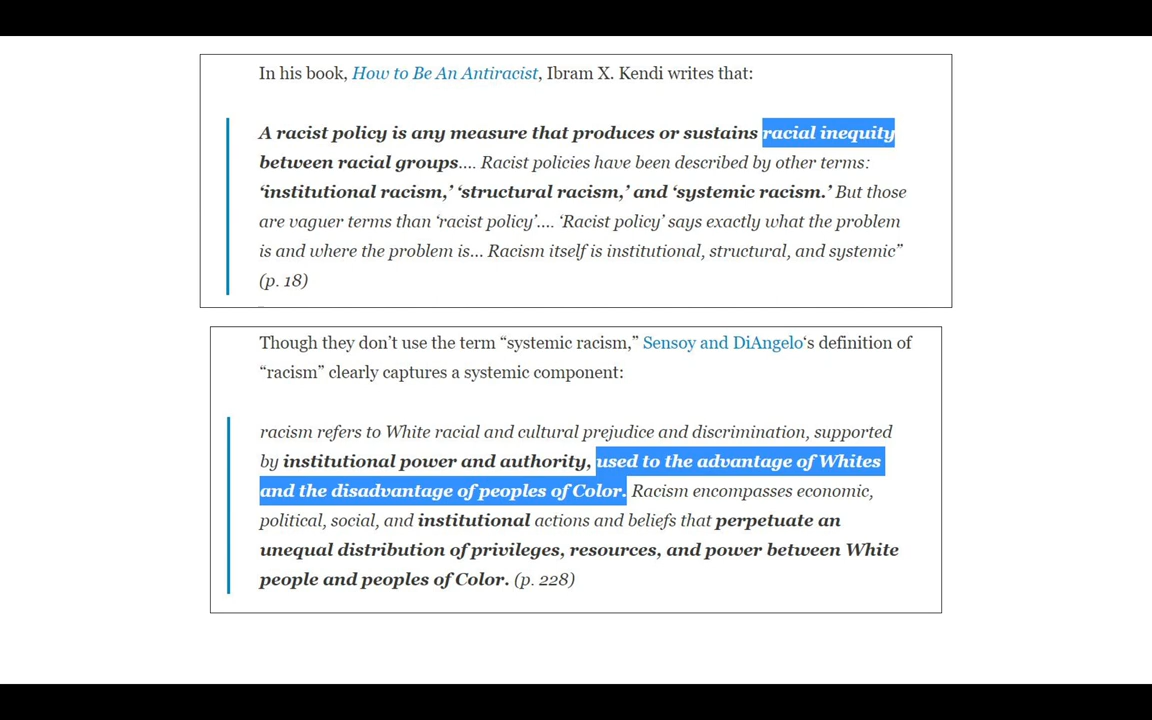 In his book, How to Be An Antiracist, Ibram X. Kendi writes that:
A racist policy is any measure that produces or sustains racial inequity
between racial groups.... Racist policies have been described by other terms:
‘institutional racism,’ ‘structural racism,’ and ‘systemic racism.’ But those
are vaguer terms than ‘racist policy’.... ‘Racist policy’ says exactly what the problem
is and where the problem is... Racism itself is institutional, structural, and systemic”
(p. 18)
Though they don’t use the term “systemic racism,” Sensoy and DiAngelo‘s definition of
“racism” clearly captures a systemic component:
racism refers to White racial and cultural prejudice and discrimination, supported
by institutional power and authority, used to the advantage of Whites
and the disadvantage of peoples of Color. Racism encompasses economic,
political, social, and institutional actions and beliefs that perpetuate an
unequal distribution of privileges, resources, and power between White
people and peoples of Color. (p. 228)